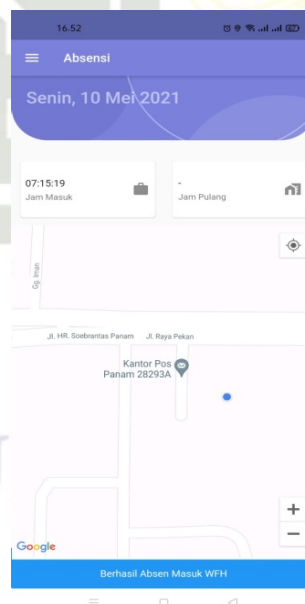 16.52
Absensi
Senin, 10 Mei 2021
07:15:19
Jam Masuk
-
Jam Pulang
Gg. Iman
Jl. HR. Soebrantas Panam
Jl. Raya Pekan
Kantor Pos
Panam 28293A
Google
Berhasil Absen Masuk WFH